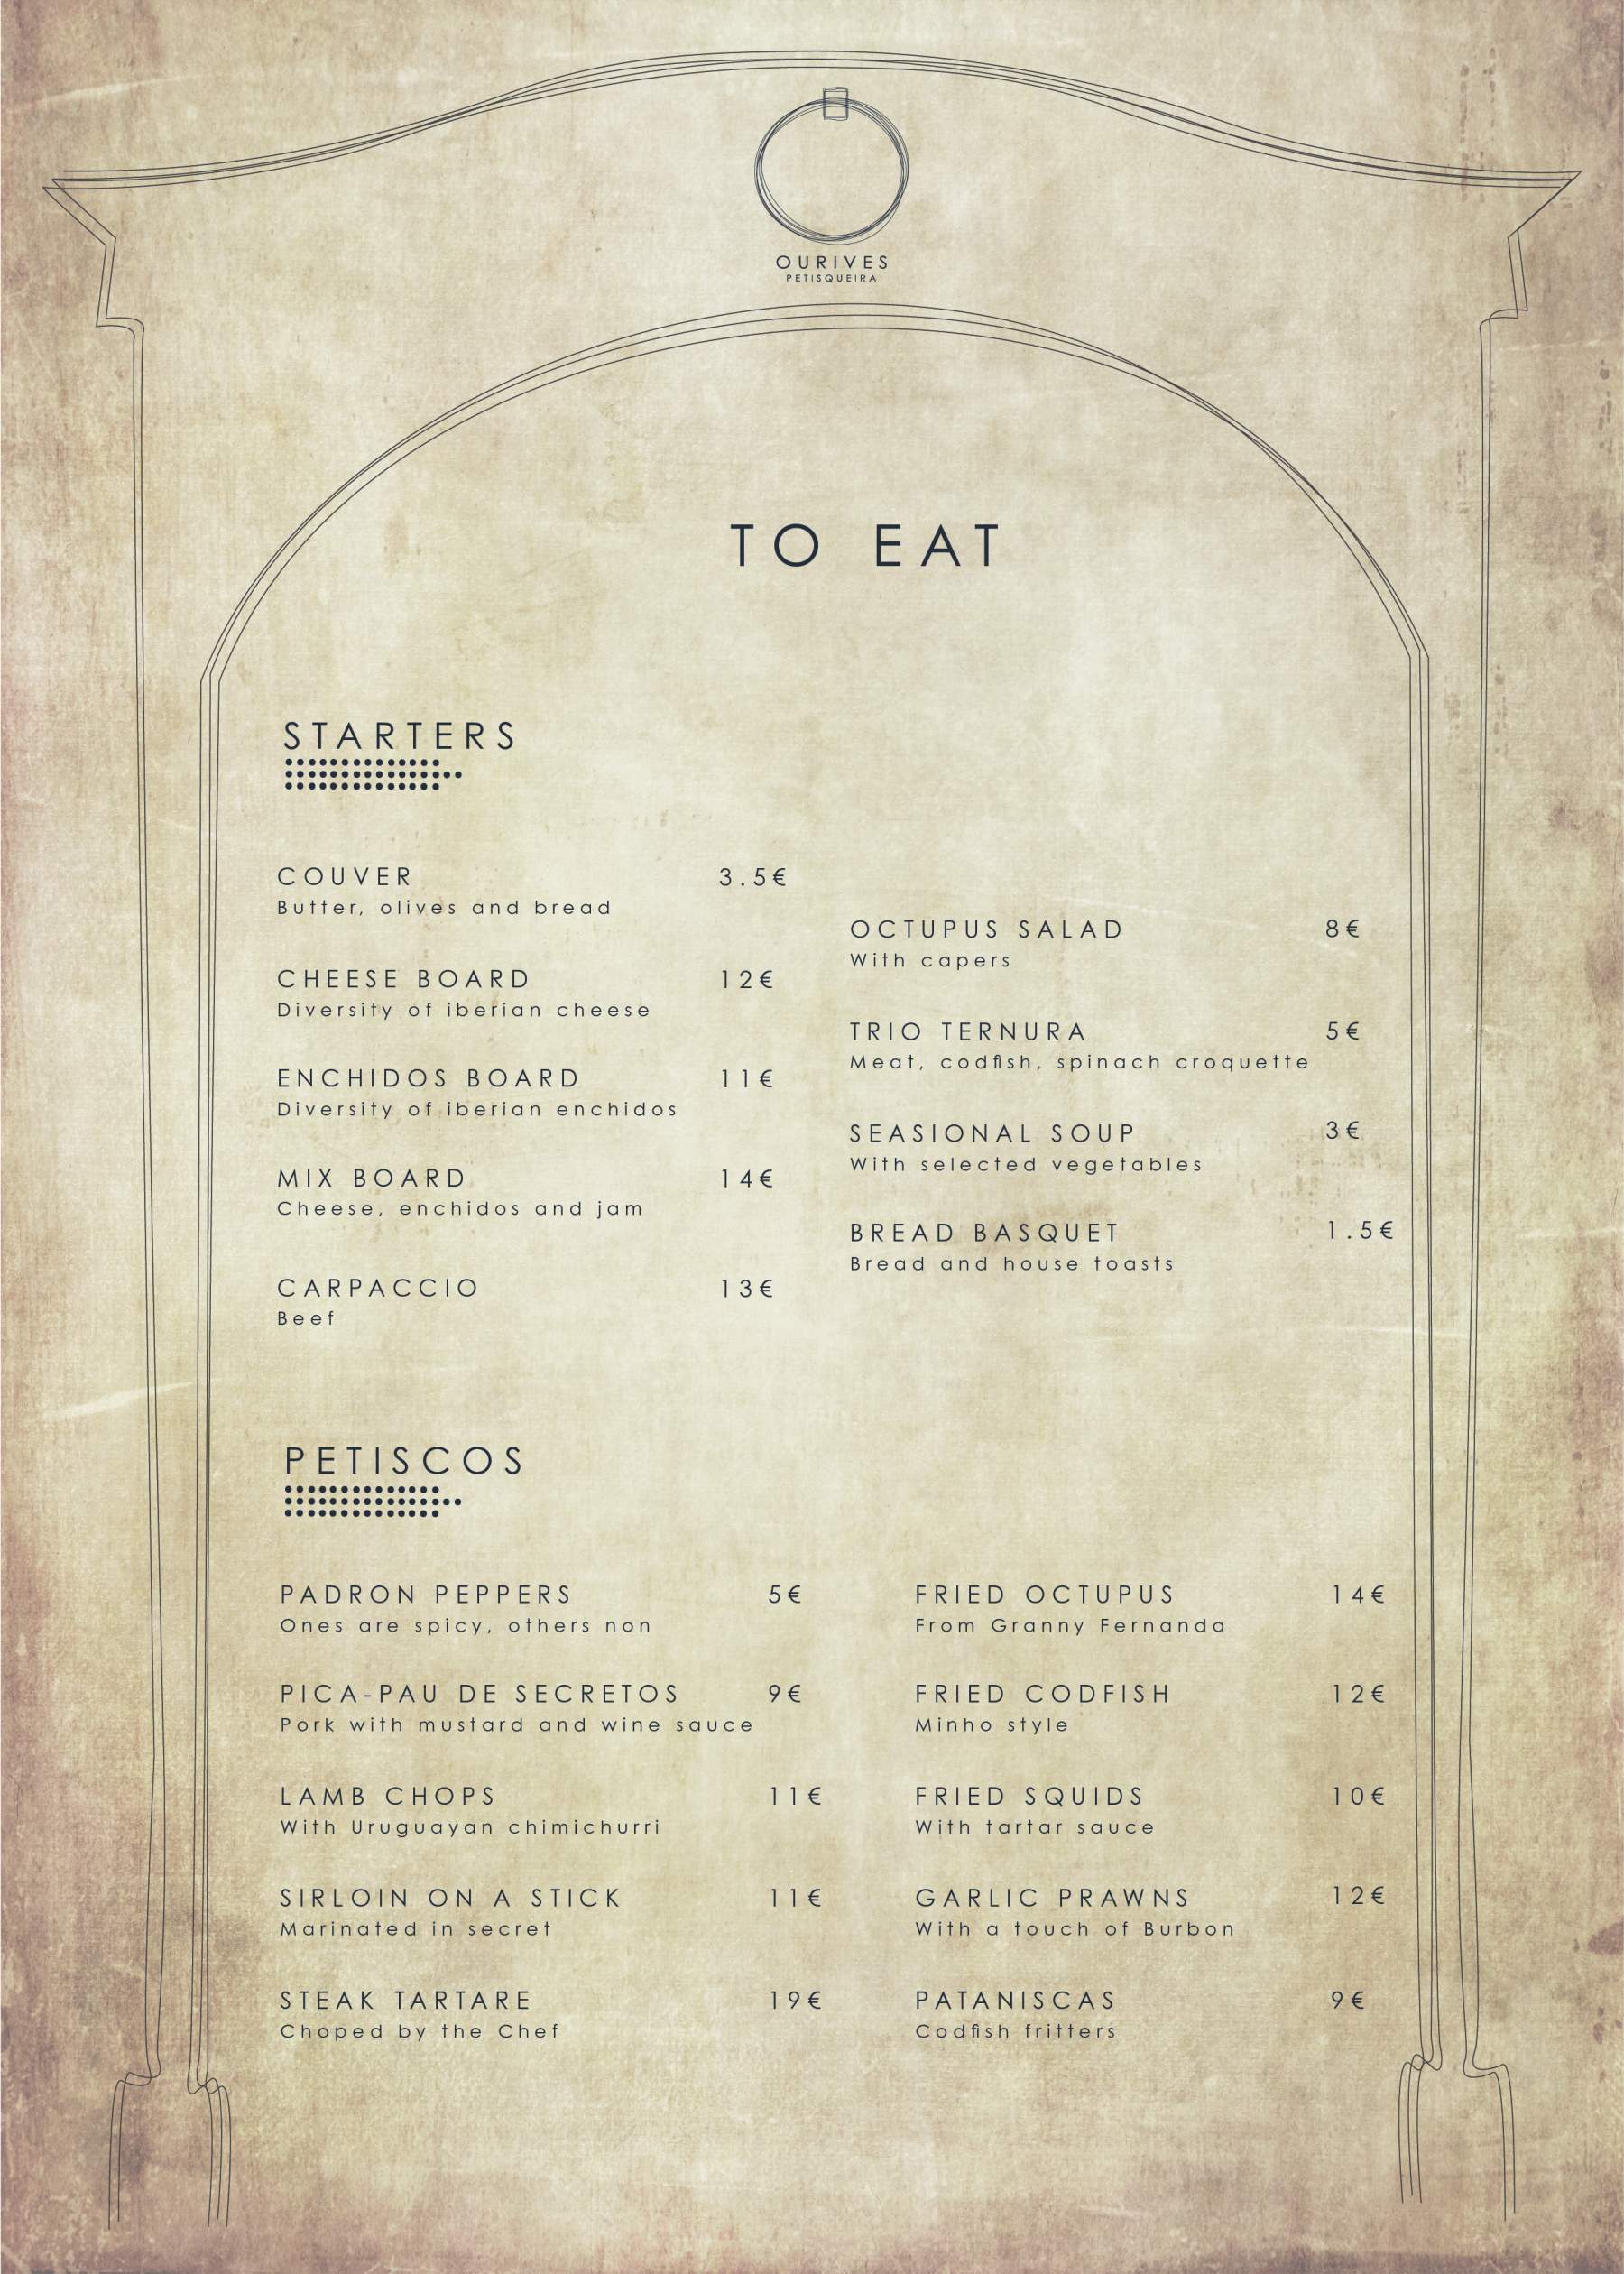 OURIVES
PETISQUEIRA
TO EAT
STARTERS
COUVER 3.5€
Butter, olives and bread
CHEESE BOARD 12€
Diversity of iberian cheese
ENCHIDOS BOARD 11€
Diversity of iberian enchidos
MIX BOARD 14€
Cheese, enchidos and jam
CARPACCIO 13€
Beef
OCTUPUS SALAD 8€
With capers
TRIO TERNURA 5€
Meat, codfish, spinach croquette
SEASIONAL SOUP 3€
With selected vegetables
BREAD BASQUET 1.5€
Bread and house toasts
PETISCOS
PADRON PEPPERS 5€
Ones are spicy, others non
PICA-PAU DE SECRETOS 9€
Pork with mustard and wine sauce
LAMB CHOPS 11€
With Uruguayan chimichurri
SIRLOIN ON A STICK 11€
Marinated in secret
STEAK TARTARE 19€
Choped by the Chef
FRIED OCTUPUS 14€
From Granny Fernanda
FRIED CODFISH 12€
Minho style
FRIED SQUIDS 10€
With tartar sauce
GARLIC PRAWNS 12€
With a touch of Burbon
PATANISCAS 9€
Codfish fritters